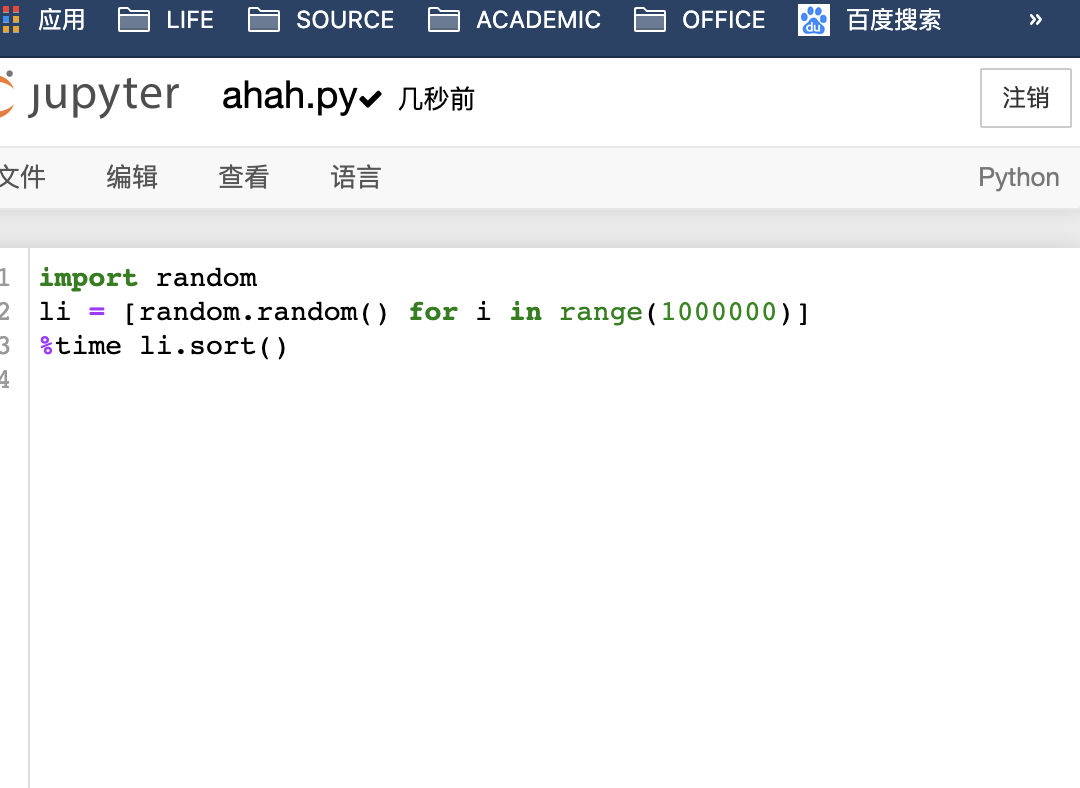 应用 LIFE SOURCE ACADEMIC OFFICE du 百度搜索 »
jupyter ahah.py✔ 几秒前 注销
文件 编辑 查看 语言 Python
1 import random
2 li = [random.random() for i in range(1000000)]
3 %time li.sort()
4